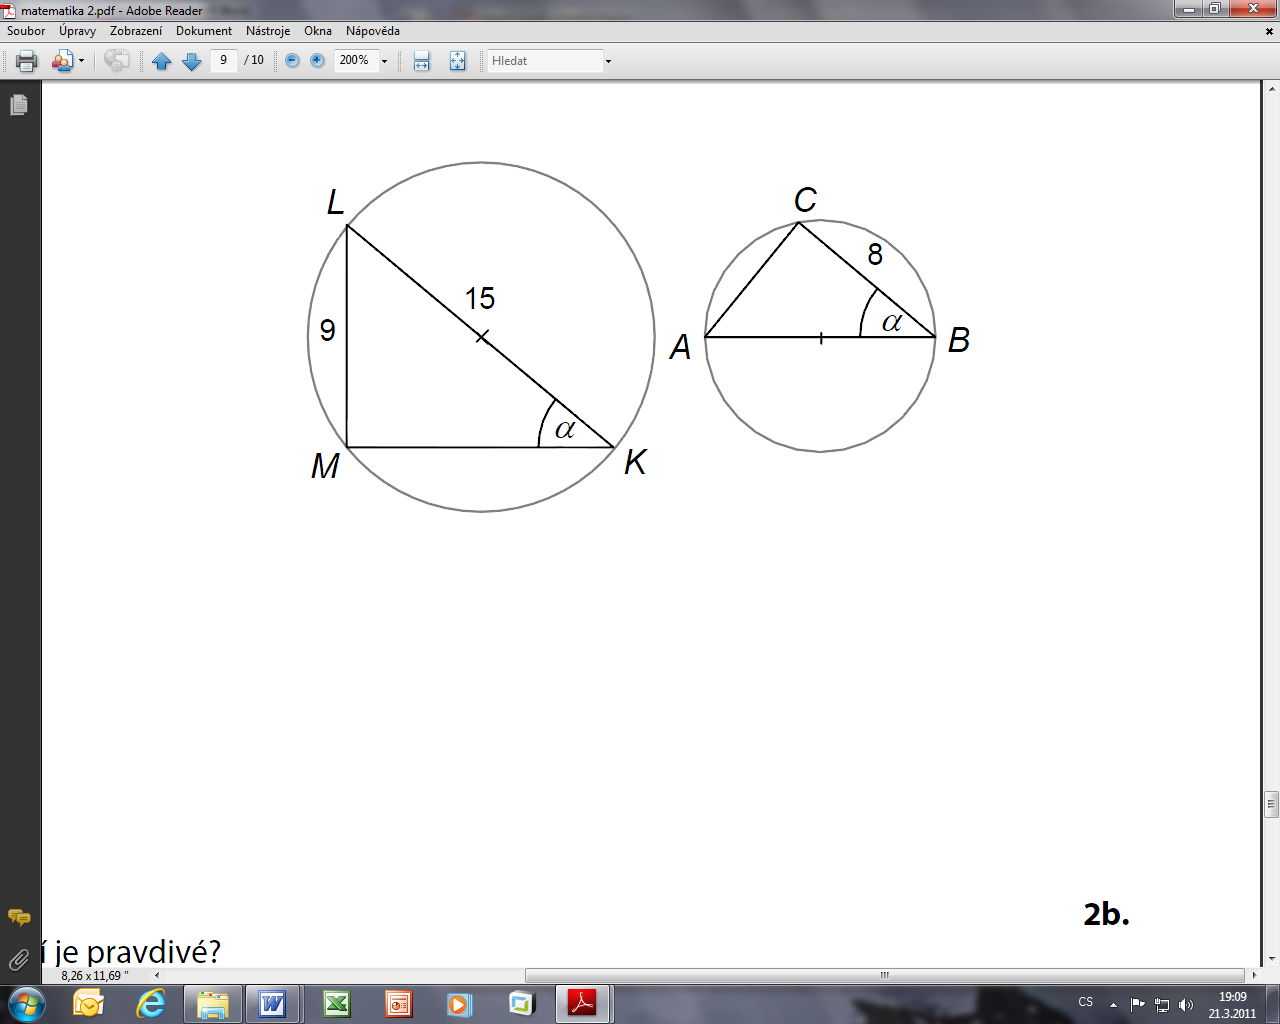 matematika 2.pdf - Adobe Reader
Soubor Úpravy Zobrazení Dokument Nástroje Okna Nápověda
9 / 10 200% Hledat
L
C
15
8
9
α
A
B
α
M
K
2b.
í je pravdivé?
8,26 x 11,69 "
CS 19:09
21.3.2011